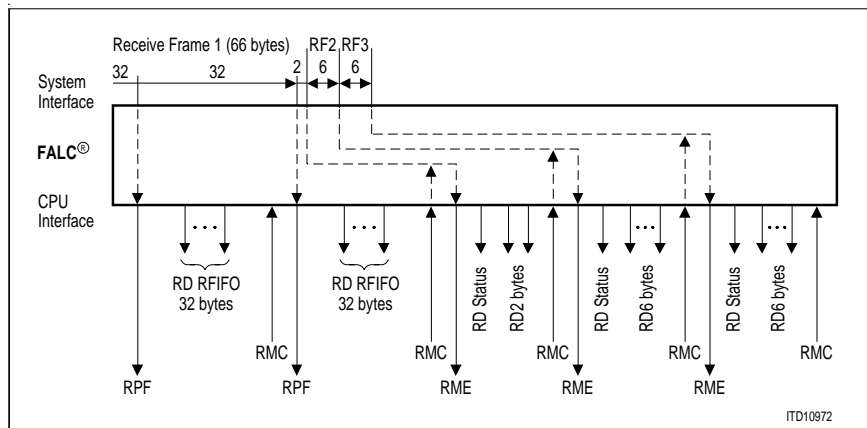 Receive Frame 1 (66 bytes) RF2 RF3
32 32 2 6 6
System
Interface
FALC®
CPU
Interface
... ... ... ...
RD RFIFO
32 bytes
RD RFIFO
32 bytes
RD Status
RD2 bytes
RD Status
RD6 bytes
RD Status
RD6 bytes
RMC RMC RMC RMC RMC
RPF RPF RME RME RME
ITD10972